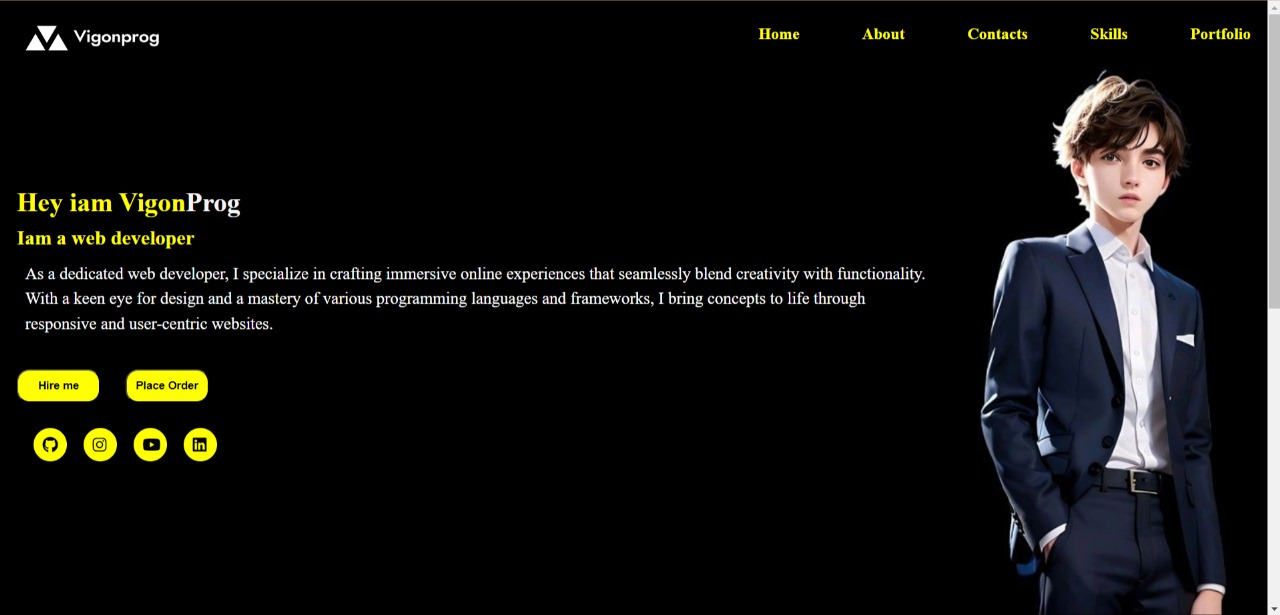 Vigonprog
Home About Contacts Skills Portfolio
Hey iam VigonProg
Iam a web developer
As a dedicated web developer, I specialize in crafting immersive online experiences that seamlessly blend creativity with functionality.
With a keen eye for design and a mastery of various programming languages and frameworks, I bring concepts to life through
responsive and user-centric websites.
Hire me Place Order
in